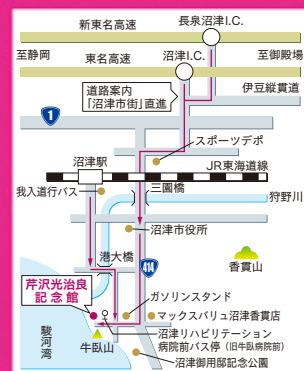 長泉沼津I.C.
新東名高速
至静岡
沼津I.C.
至御殿場
東名高速
道路案内
「沼津市街」直進
伊豆縦貫道
1
スポーツデポ
沼津駅
JR東海道線
我入道行バス
三園橋
狩野川
沼津市役所
港大橋
414
香貫山
芹沢光治良
記念館
ガソリンスタンド
マックスバリュ沼津香貫店
沼津リハビリテーション
病院前バス停（旧牛臥病院前）
駿河湾
牛臥山
沼津御用邸記念公園